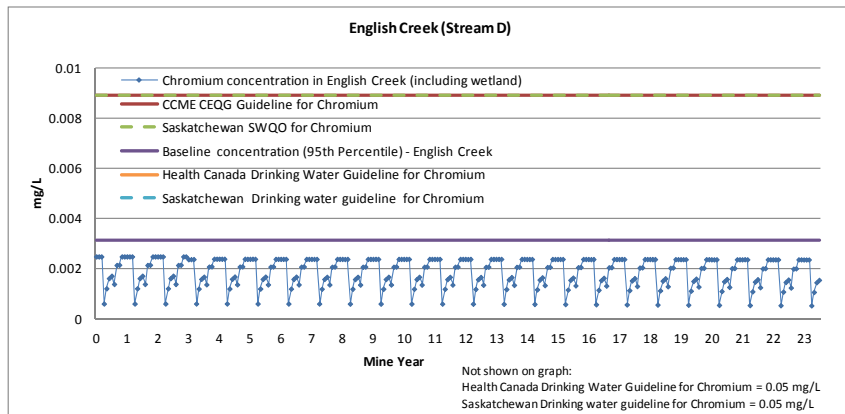 English Creek (Stream D)
0.01
0.008
0.006
0.004
0.002
0
mg/L
Chromium concentration in English Creek (including wetland)
CCME CEQG Guideline for Chromium
Saskatchewan SWQO for Chromium
Baseline concentration (95th Percentile) - English Creek
Health Canada Drinking Water Guideline for Chromium
Saskatchewan Drinking water guideline for Chromium
0 1 2 3 4 5 6 7 8 9 10 11 12 13 14 15 16 17 18 19 20 21 22 23
Mine Year
Not shown on graph:
Health Canada Drinking Water Guideline for Chromium = 0.05 mg/L
Saskatchewan Drinking water guideline for Chromium = 0.05 mg/L